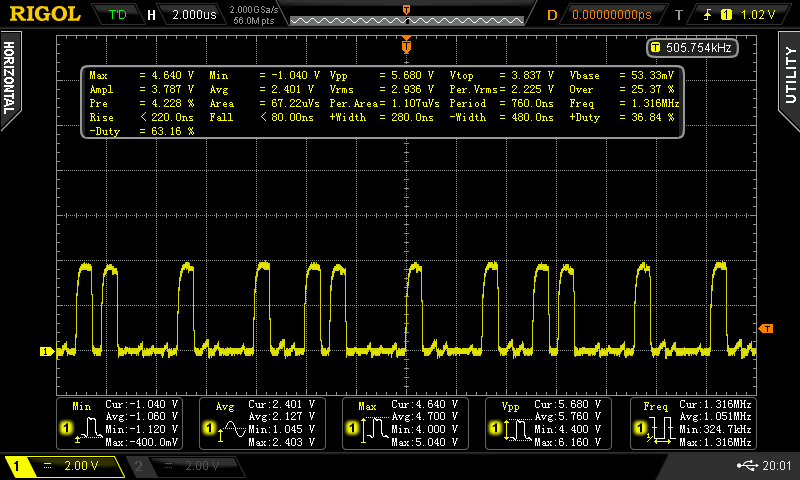 RIGOL T'D H 2.000us 2.000GSa/s 56.0M pts D 0.00000000ps T 1 1.02 V
HORIZONTAL
UTILITY
T 505.754kHz
Max = 4.640 V Min = -1.040 V Vpp = 5.680 V Vtop = 3.837 V Vbase = 53.33mV
Ampl = 3.787 V Avg = 2.401 V Vrms = 2.936 V Per.Vrms= 2.225 V Over = 25.37 %
Pre = 4.228 % Area = 67.22uVs Per.Area= 1.107uVs Period = 760.0ns Freq = 1.316MHz
Rise < 220.0ns Fall < 80.00ns +Width = 280.0ns -Width = 480.0ns +Duty = 36.84 %
-Duty = 63.16 %
T
T
1
Min Cur:-1.040 V Avg Cur:2.401 V Max Cur:4.640 V Vpp Cur:5.680 V Freq Cur:1.316MHz
Avg:-1.060 V Avg:2.127 V Avg:4.700 V Avg:5.760 V Avg:1.051MHz
1 Min:-1.120 V 1 Min:1.045 V 1 Min:4.000 V 1 Min:4.400 V 1 Min:324.7kHz
Max:-400.0mV Max:2.403 V Max:5.040 V Max:6.160 V Max:1.316MHz
1 = 2.00 V 2 = 2.00 V 20:01